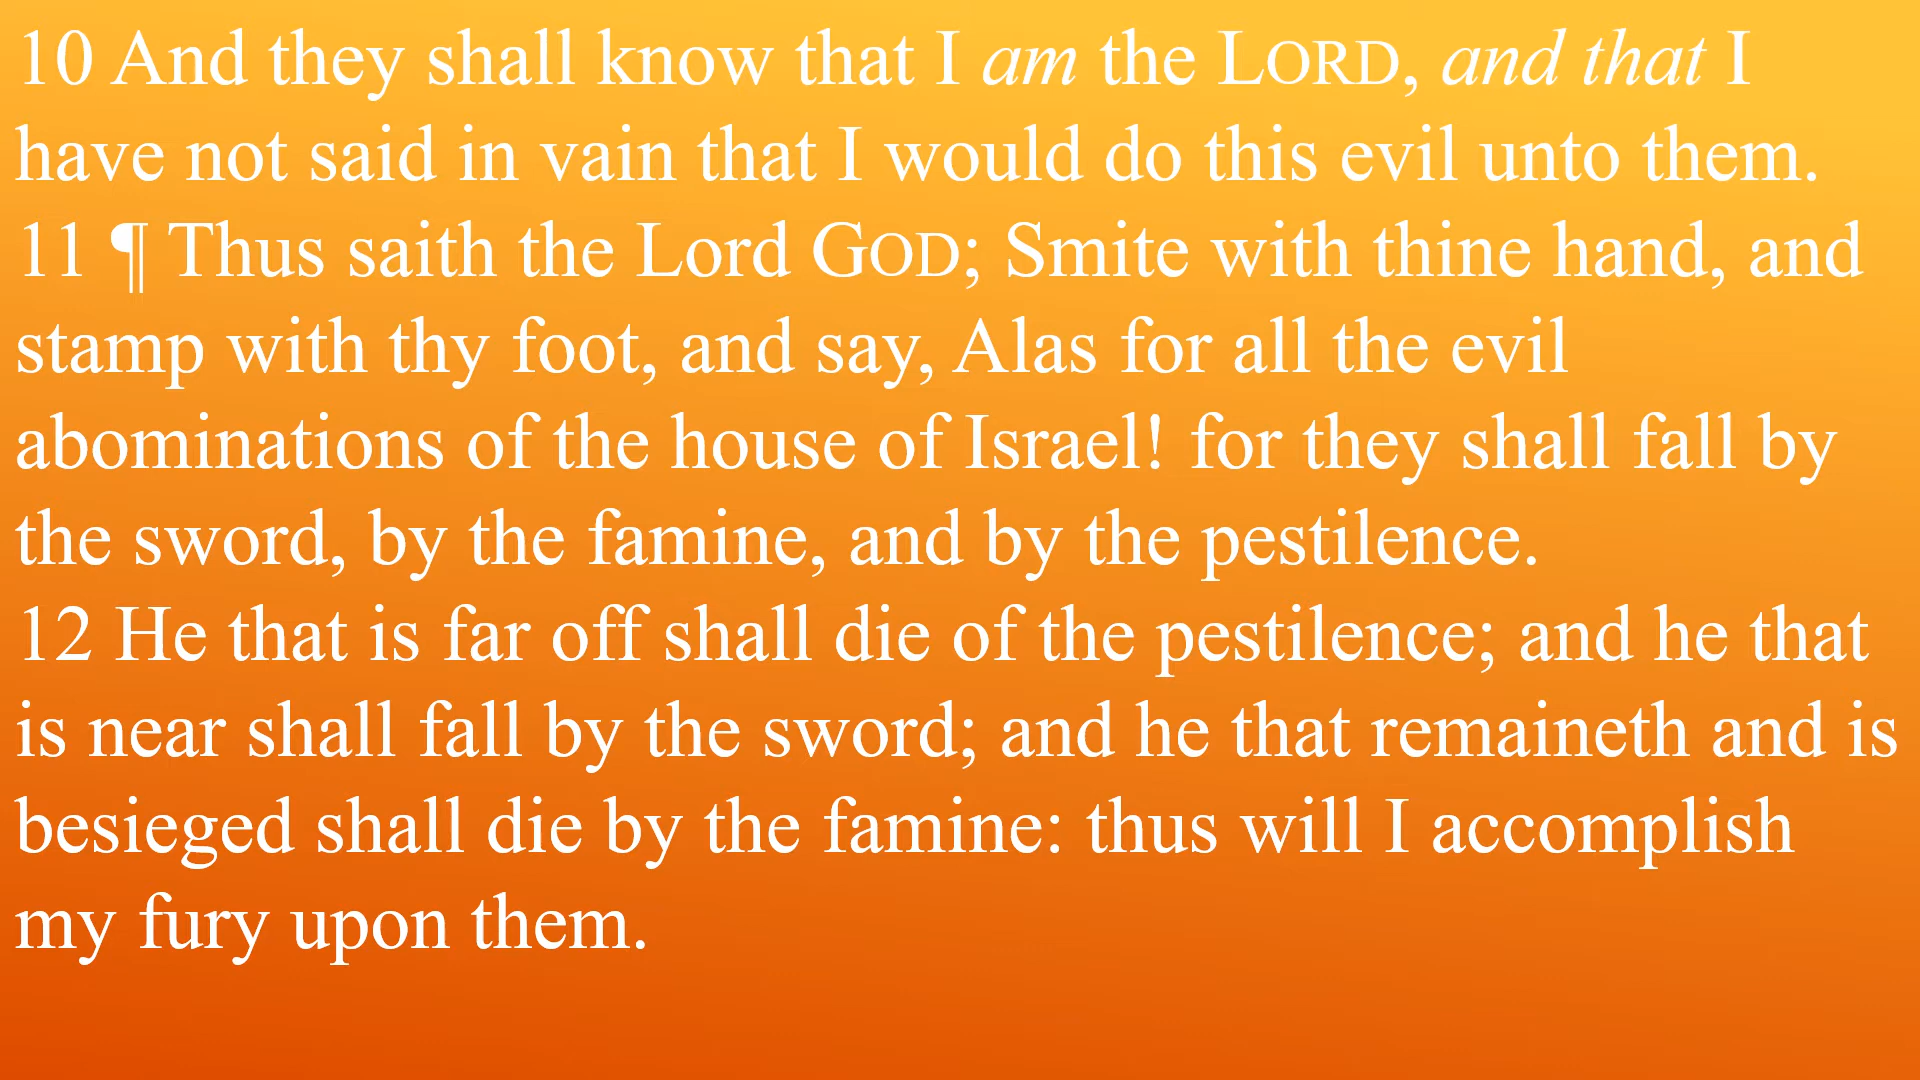 10 And they shall know that I am the LORD, and that I
have not said in vain that I would do this evil unto them.
11 ¶ Thus saith the Lord GOD; Smite with thine hand, and
stamp with thy foot, and say, Alas for all the evil
abominations of the house of Israel! for they shall fall by
the sword, by the famine, and by the pestilence.
12 He that is far off shall die of the pestilence; and he that
is near shall fall by the sword; and he that remaineth and is
besieged shall die by the famine: thus will I accomplish
my fury upon them.